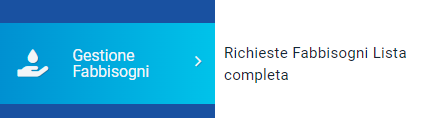 Gestione
Fabbisogni
Richieste Fabbisogni Lista
completa